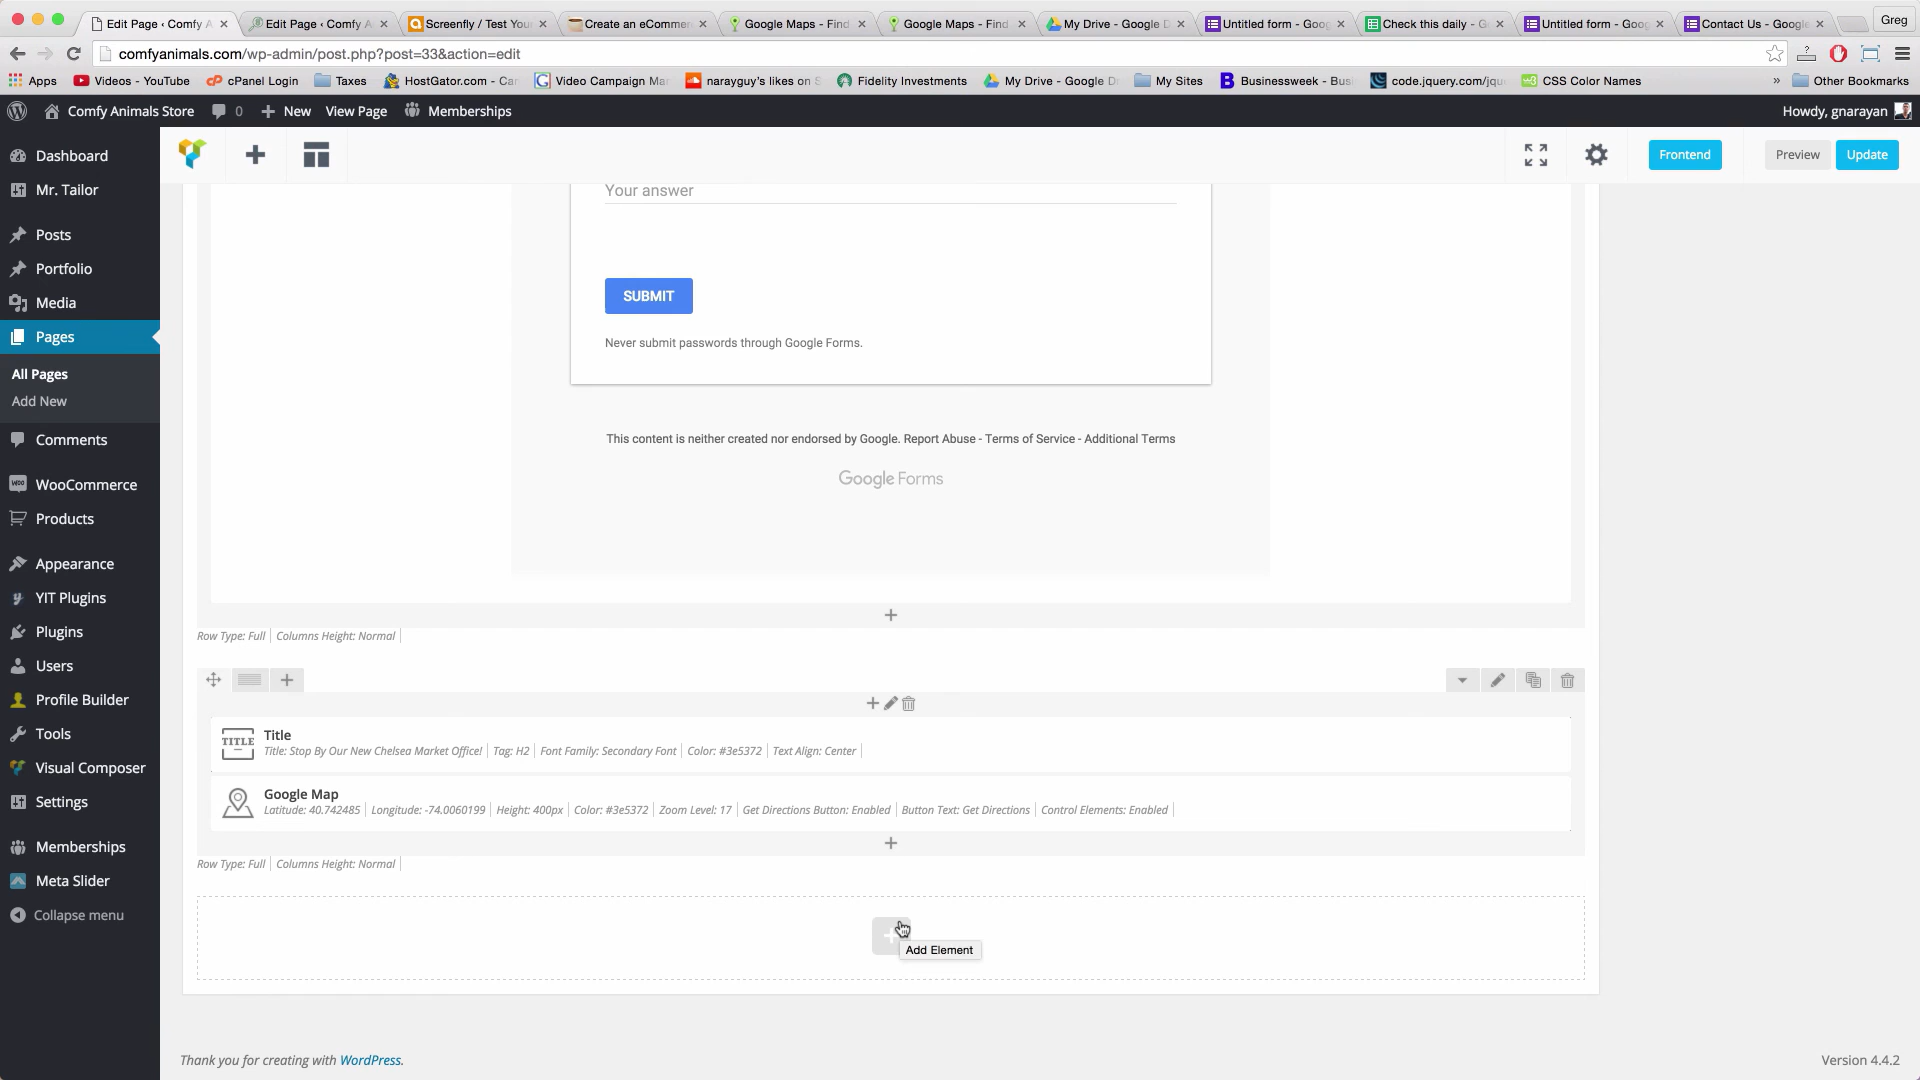 Edit Page ‹ Comfy A
Edit Page ‹ Comfy A
Screenfly / Test Your
Create an eCommerc
Google Maps - Find
Google Maps - Find
My Drive - Google D
Untitled form - Goog
Check this daily - G
Untitled form - Goog
Contact Us - Google
Greg
comfyanimals.com/wp-admin/post.php?post=33&action=edit
Apps
Videos - YouTube
cPanel Login
Taxes
HostGator.com - Car
Video Campaign Mar
narayguy's likes on S
Fidelity Investments
My Drive - Google Dr
My Sites
Businessweek - Busi
code.jquery.com/jqu
CSS Color Names
» Other Bookmarks
Comfy Animals Store
0
New
View Page
Memberships
Howdy, gnarayan
Dashboard
Mr. Tailor
Posts
Portfolio
Media
Pages
All Pages
Add New
Comments
WooCommerce
Products
Appearance
YIT Plugins
Plugins
Users
Profile Builder
Tools
Visual Composer
Settings
Memberships
Meta Slider
Collapse menu
Frontend
Preview
Update
Your answer
SUBMIT
Never submit passwords through Google Forms.
This content is neither created nor endorsed by Google. Report Abuse - Terms of Service - Additional Terms
Google Forms
Row Type: Full Columns Height: Normal
TITLE
Title
Title: Stop By Our New Chelsea Market Office! Tag: H2 Font Family: Secondary Font Color: #3e5372 Text Align: Center
Google Map
Latitude: 40.742485 Longitude: -74.0060199 Height: 400px Color: #3e5372 Zoom Level: 17 Get Directions Button: Enabled Button Text: Get Directions Control Elements: Enabled
Row Type: Full Columns Height: Normal
Add Element
Thank you for creating with WordPress.
Version 4.4.2